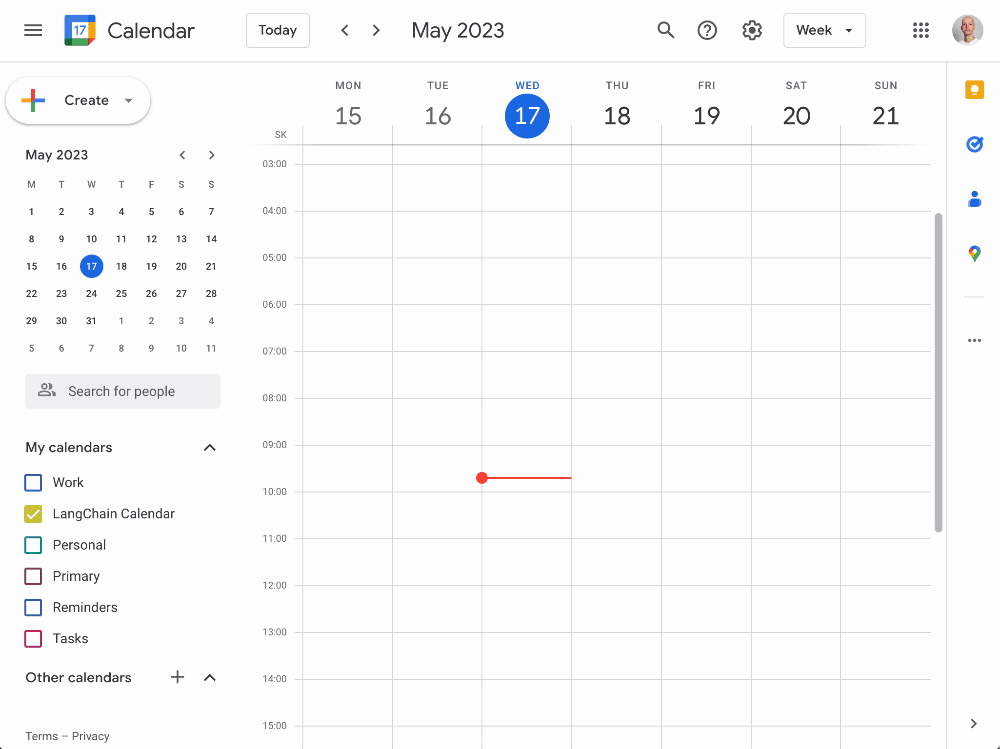 17 Calendar Today May 2023 Week
Create
MON TUE WED THU FRI SAT SUN
15 16 17 18 19 20 21
SK
May 2023
M T W T F S S
1 2 3 4 5 6 7
8 9 10 11 12 13 14
15 16 17 18 19 20 21
22 23 24 25 26 27 28
29 30 31 1 2 3 4
5 6 7 8 9 10 11
Search for people
My calendars
Work
LangChain Calendar
Personal
Primary
Reminders
Tasks
Other calendars
Terms – Privacy
03:00
04:00
05:00
06:00
07:00
08:00
09:00
10:00
11:00
12:00
13:00
14:00
15:00